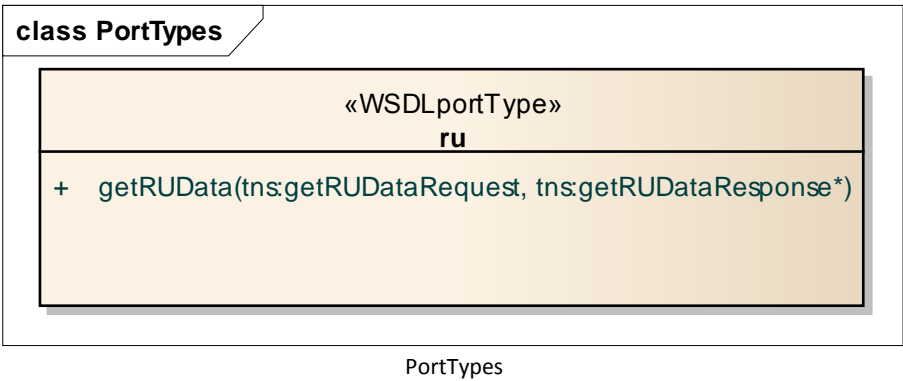 class PortTypes
«WSDLportType»
ru
+ getRUData(tns:getRUDataRequest, tns:getRUDataResponse*)
PortTypes